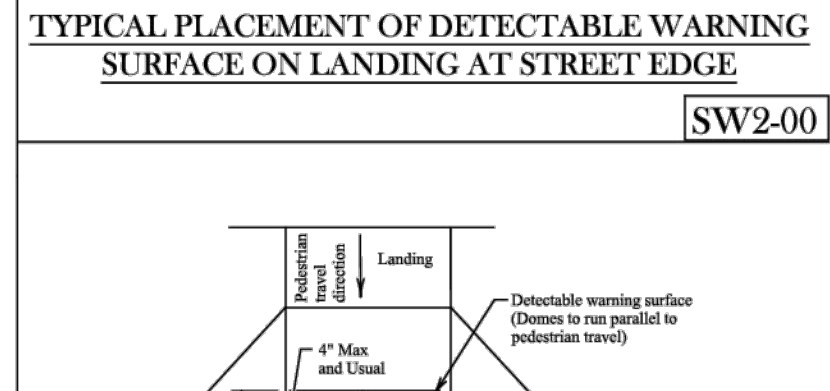 TYPICAL PLACEMENT OF DETECTABLE WARNING
SURFACE ON LANDING AT STREET EDGE
SW2-00
Pedestrian
travel
direction
Landing
Detectable warning surface
(Domes to run parallel to
pedestrian travel)
4" Max
and Usual